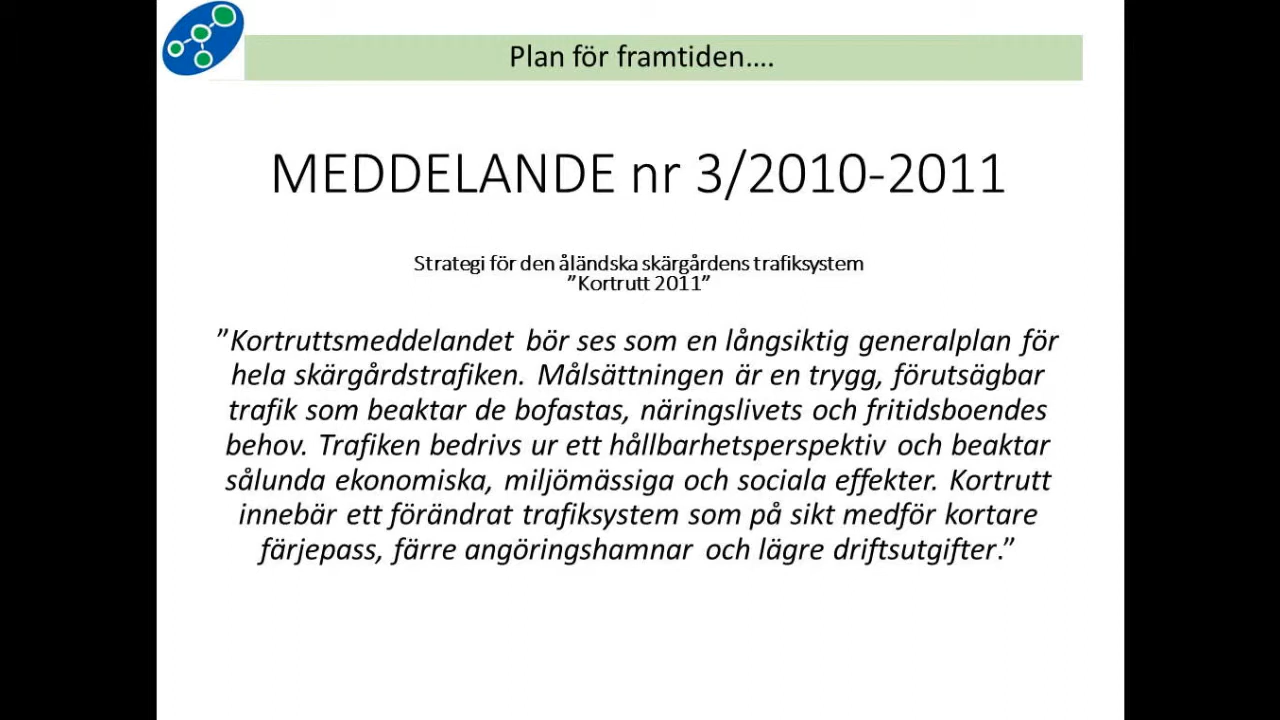 Plan för framtiden....
MEDDELANDE nr 3/2010-2011
Strategi för den åländska skärgårdens trafiksystem
”Kortrutt 2011”
”Kortruttsmeddelandet bör ses som en långsiktig generalplan för
hela skärgårdstrafiken. Målsättningen är en trygg, förutsägbar
trafik som beaktar de bofastas, näringslivets och fritidsboendes
behov. Trafiken bedrivs ur ett hållbarhetsperspektiv och beaktar
sålunda ekonomiska, miljömässiga och sociala effekter. Kortrutt
innebär ett förändrat trafiksystem som på sikt medför kortare
färjepass, färre angöringshamnar och lägre driftsutgifter.”